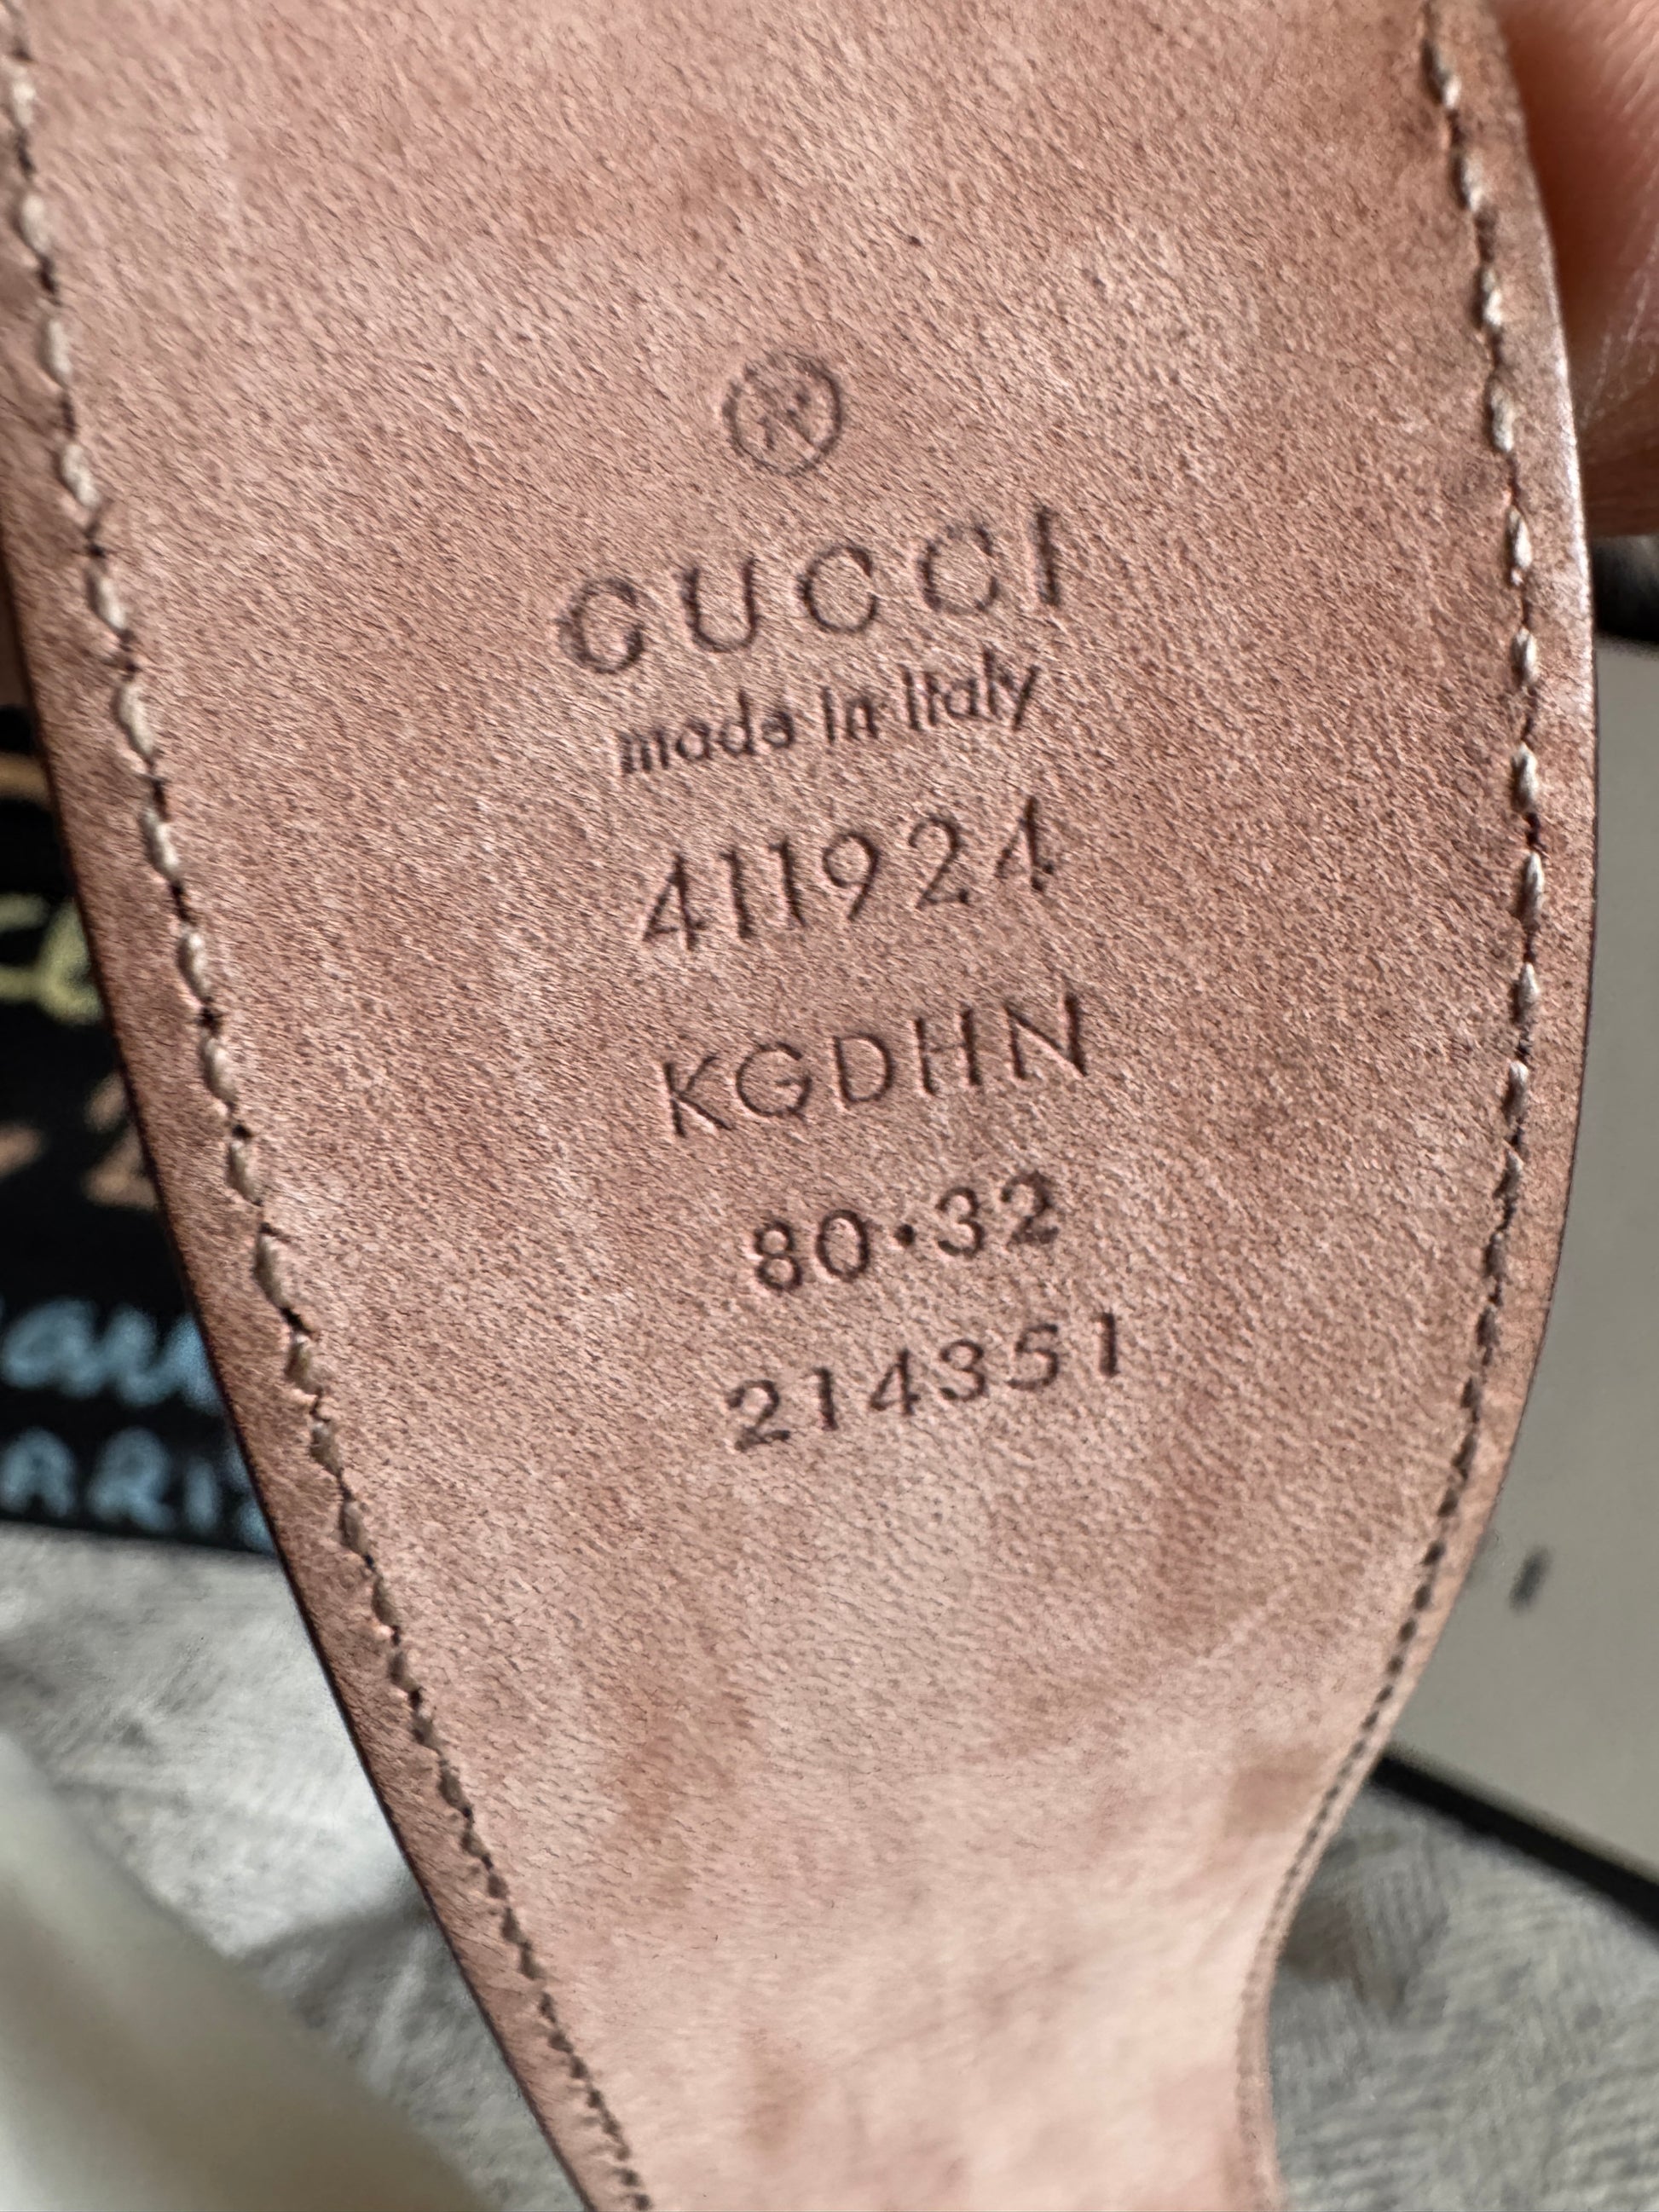 ®
GUCCI
made in Italy
411924
KGDHN
80·32
214351